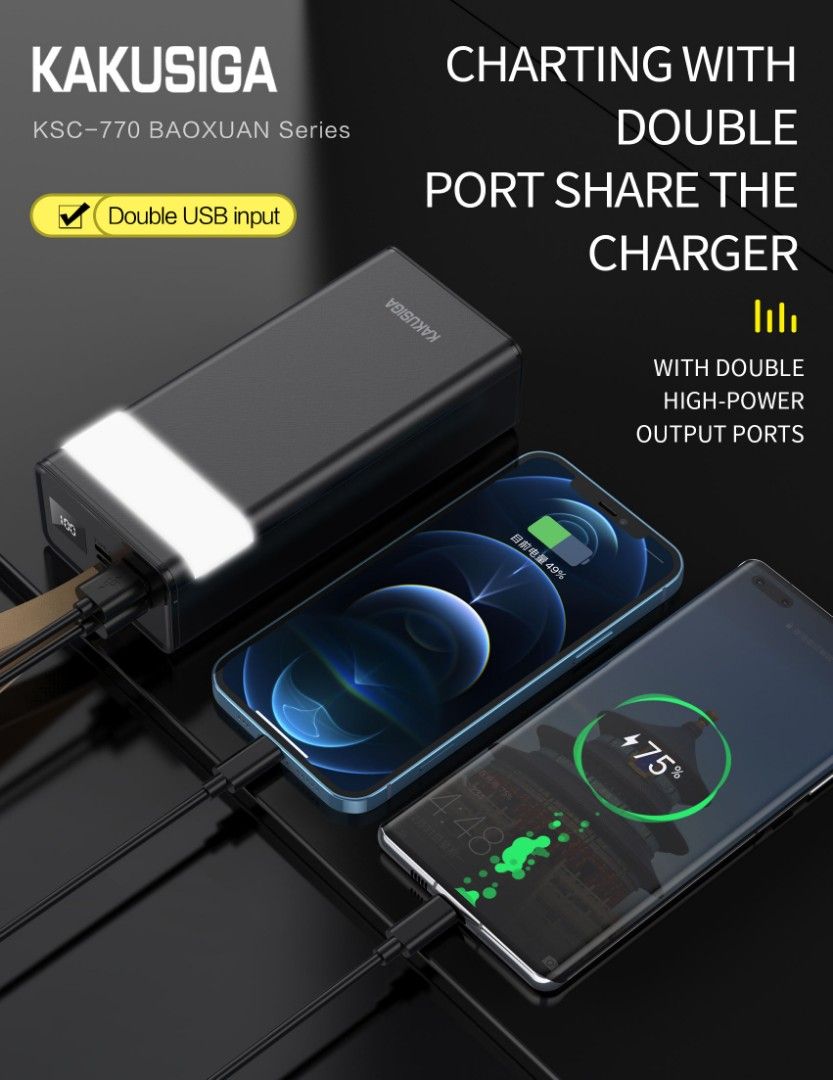 KAKUSIGA
KSC-770 BAOXUAN Series
Double USB input
CHARTING WITH
DOUBLE
PORT SHARE THE
CHARGER
WITH DOUBLE
HIGH-POWER
OUTPUT PORTS
KAKUSIGA
100
目前电量 49%
75%
4:48